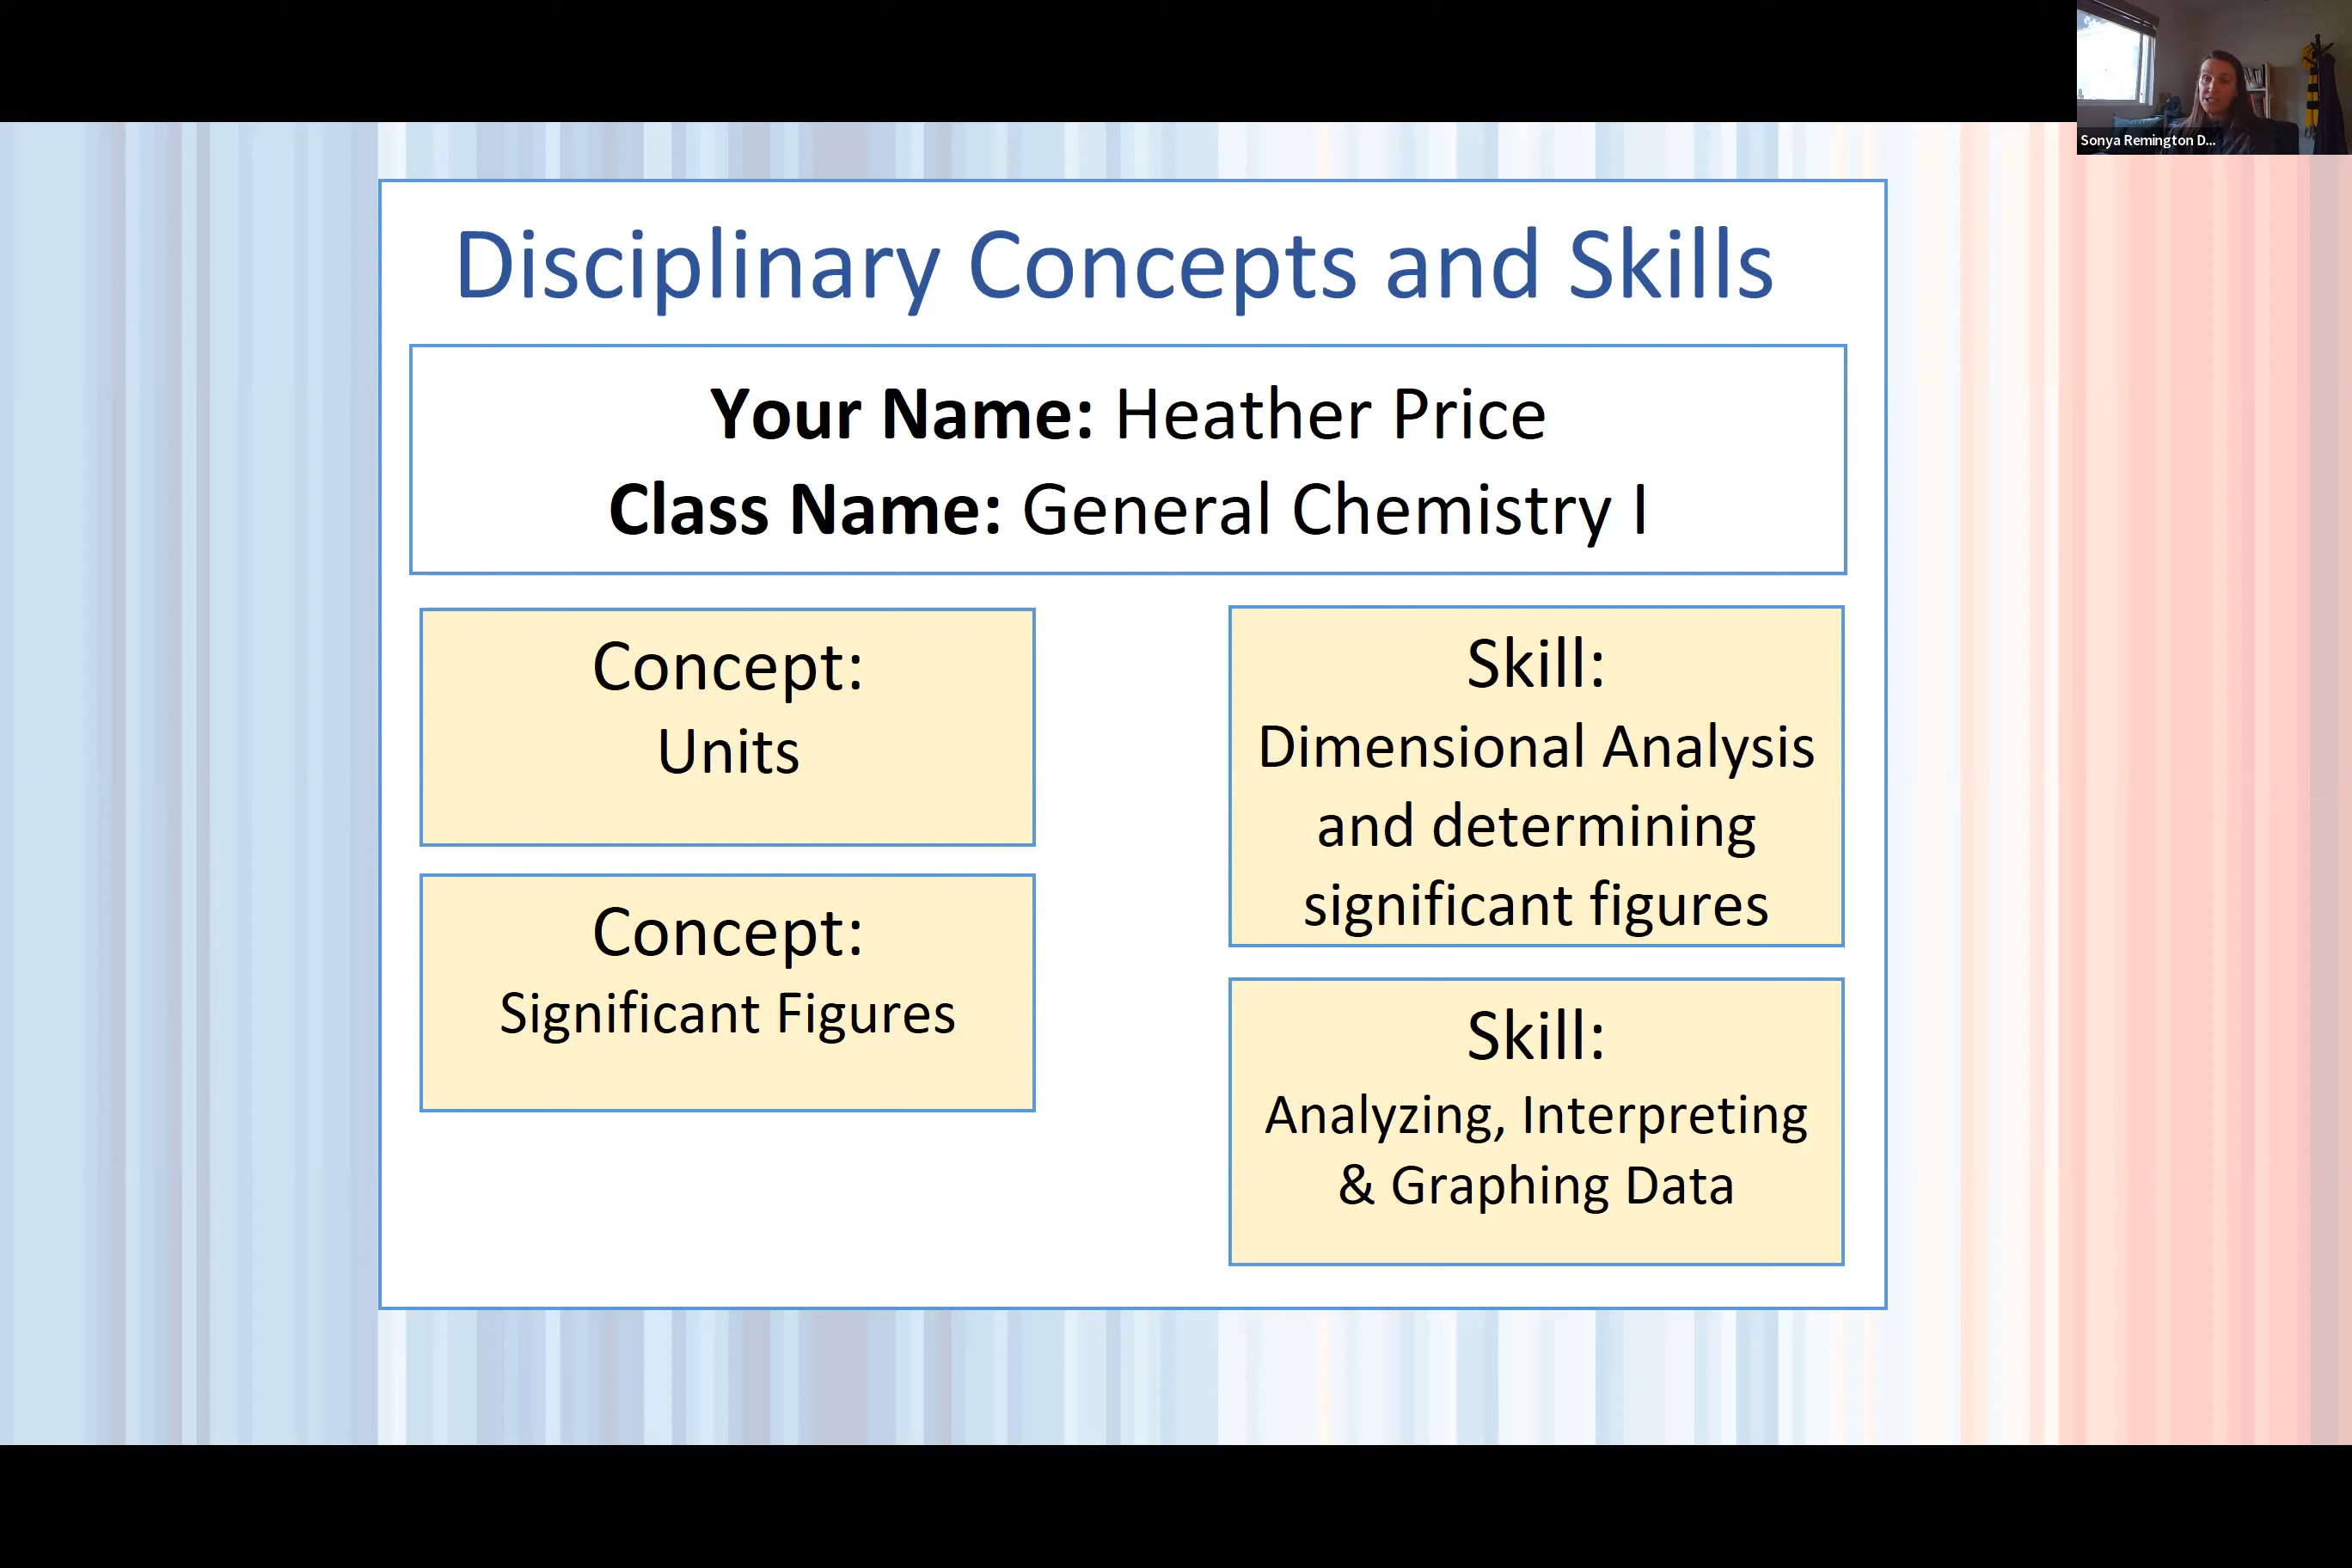 Sonya Remington D...
Disciplinary Concepts and Skills
Your Name: Heather Price
Class Name: General Chemistry I
Concept:
Units
Concept:
Significant Figures
Skill:
Dimensional Analysis
and determining
significant figures
Skill:
Analyzing, Interpreting
& Graphing Data